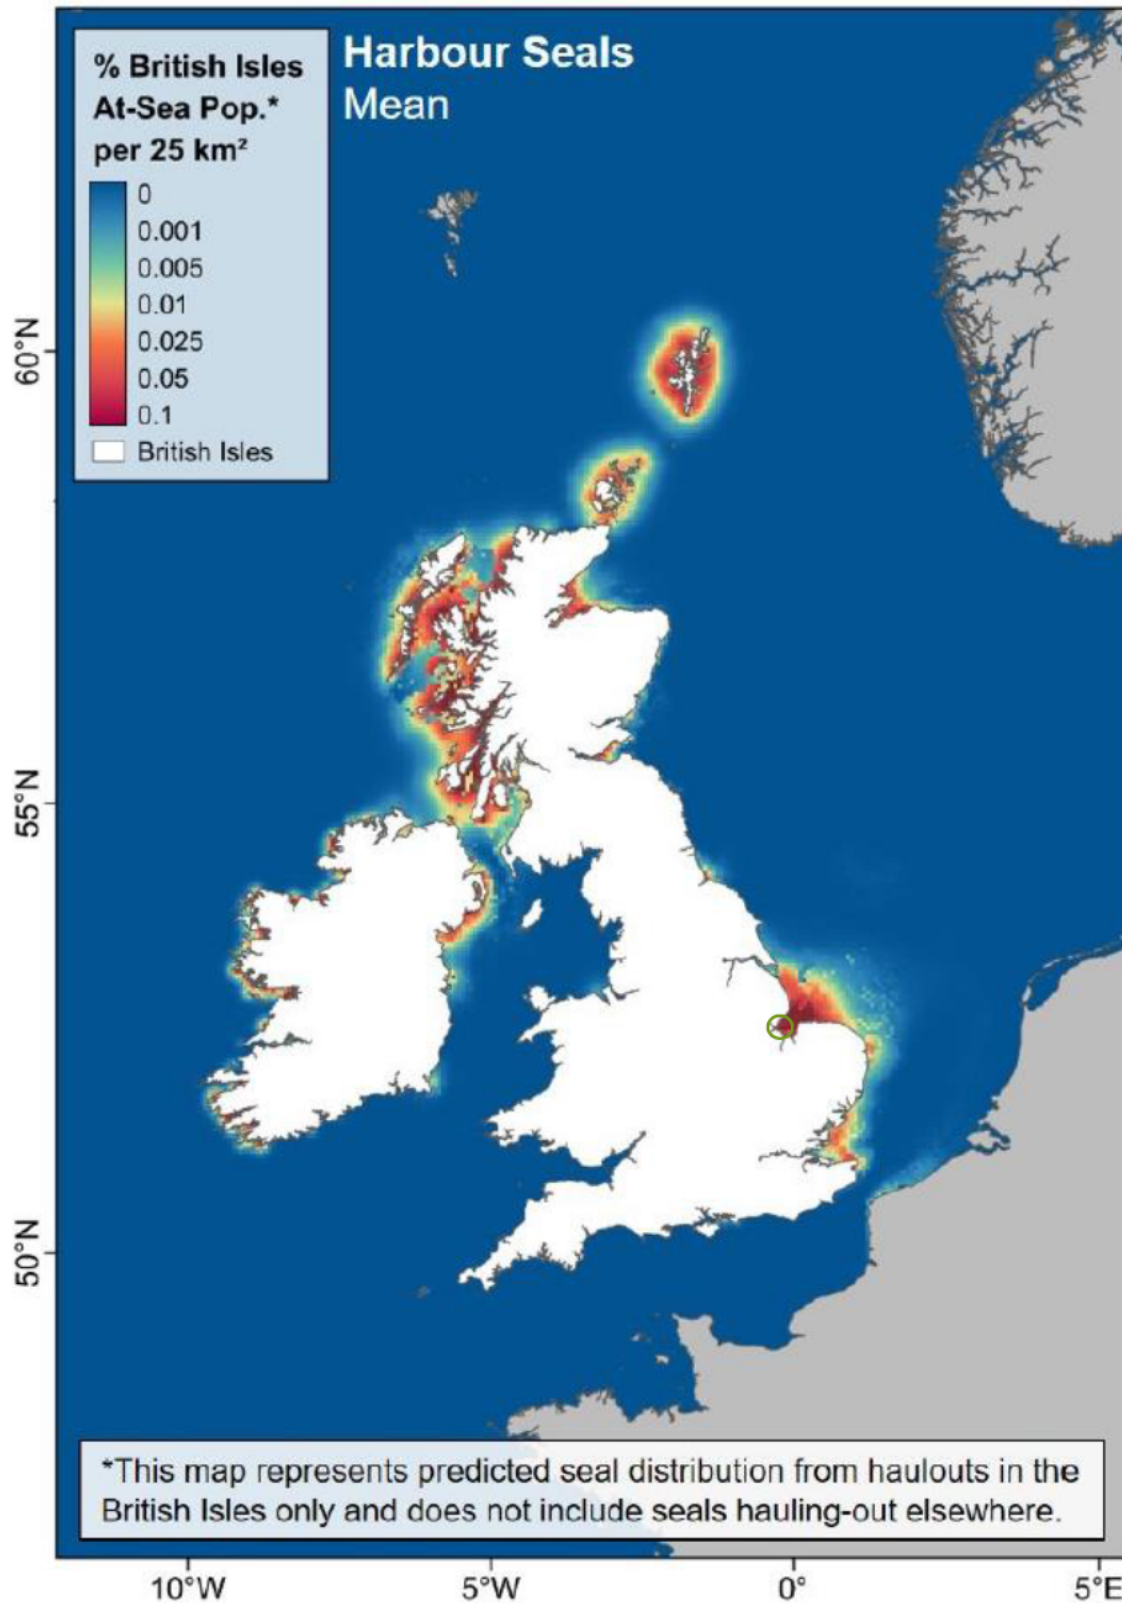 % British Isles
At-Sea Pop.*
per 25 km²
0
0.001
0.005
0.01
0.025
0.05
0.1
British Isles
Harbour Seals
Mean
60°N
55°N
50°N
*This map represents predicted seal distribution from haulouts in the
British Isles only and does not include seals hauling-out elsewhere.
10°W
5°W
0°
5°E